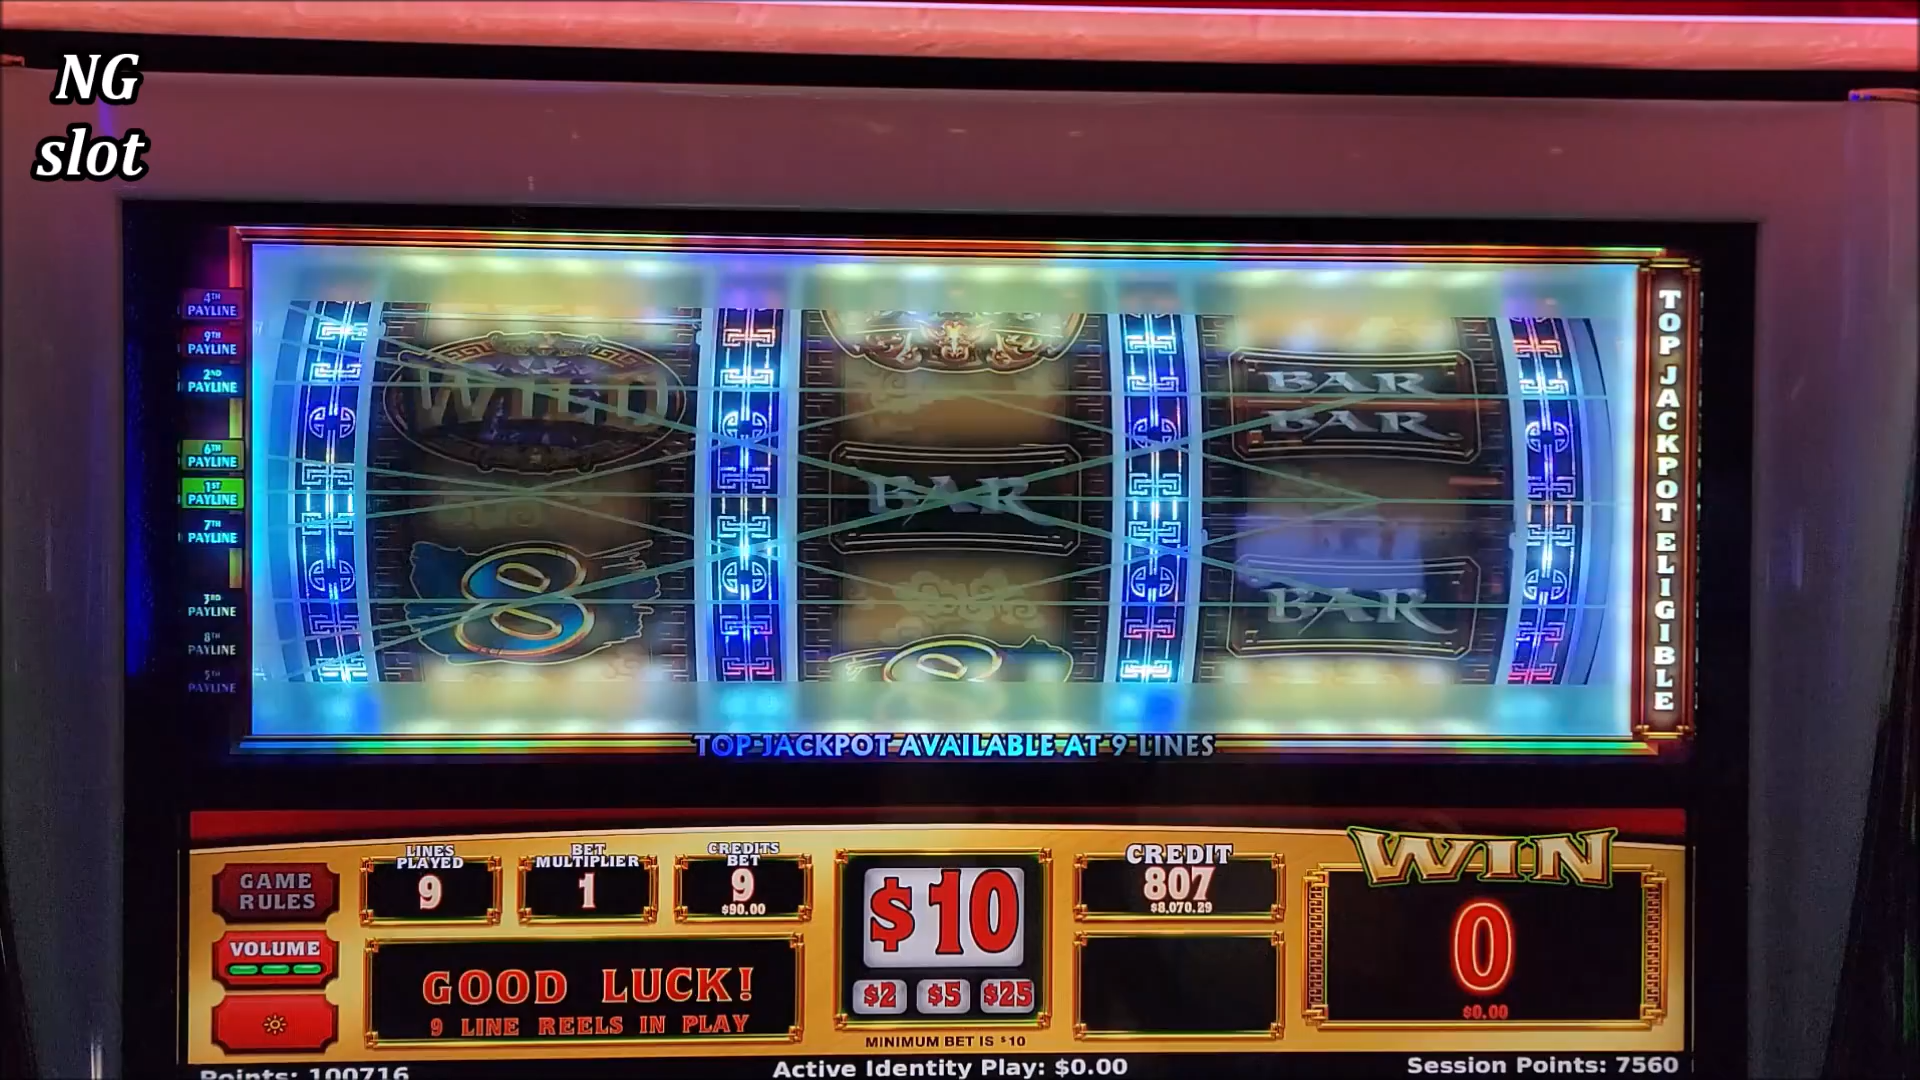 NG
slot
4TH
PAYLINE
9TH
PAYLINE
2ND
PAYLINE
6TH
PAYLINE
1ST
PAYLINE
7TH
PAYLINE
3RD
PAYLINE
8TH
PAYLINE
5TH
PAYLINE
WILD
8
BAR
8
BAR
BAR
BAR
TOP JACKPOT ELIGIBLE
TOP JACKPOT AVAILABLE AT 9 LINES
GAME
RULES
VOLUME
LINES
PLAYED
9
BET
MULTIPLIER
1
CREDITS
BET
9
$90.00
GOOD LUCK!
9 LINE REELS IN PLAY
$10
$2 $5 $25
MINIMUM BET IS $10
CREDIT
807
$8,070.29
WIN
0
$0.00
Points: 100716
Active Identity Play: $0.00
Session Points: 7560